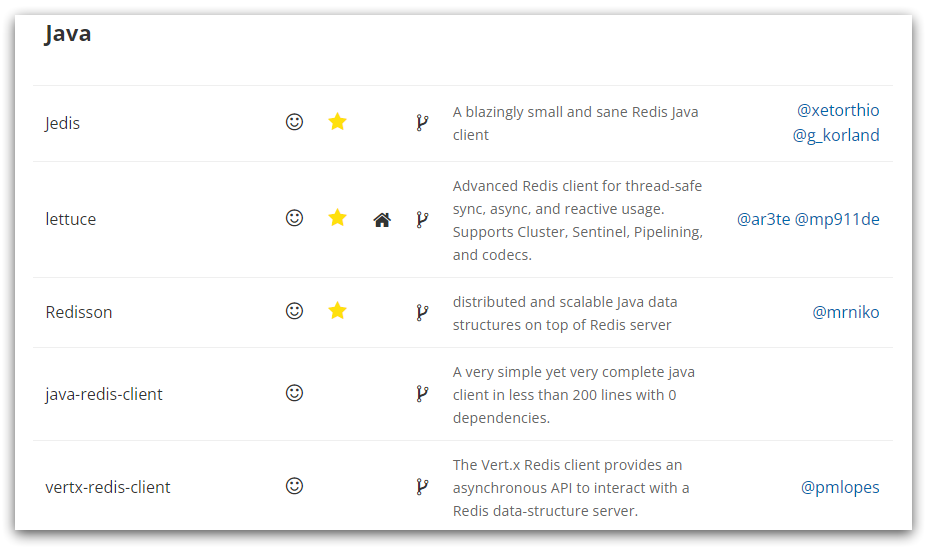 Java
Jedis
A blazingly small and sane Redis Java
client
@xetorthio
@g_korland
lettuce
Advanced Redis client for thread-safe
sync, async, and reactive usage.
Supports Cluster, Sentinel, Pipelining,
and codecs.
@ar3te @mp911de
Redisson
distributed and scalable Java data
structures on top of Redis server
@mrniko
java-redis-client
A very simple yet very complete java
client in less than 200 lines with 0
dependencies.
vertx-redis-client
The Vert.x Redis client provides an
asynchronous API to interact with a
Redis data-structure server.
@pmlopes